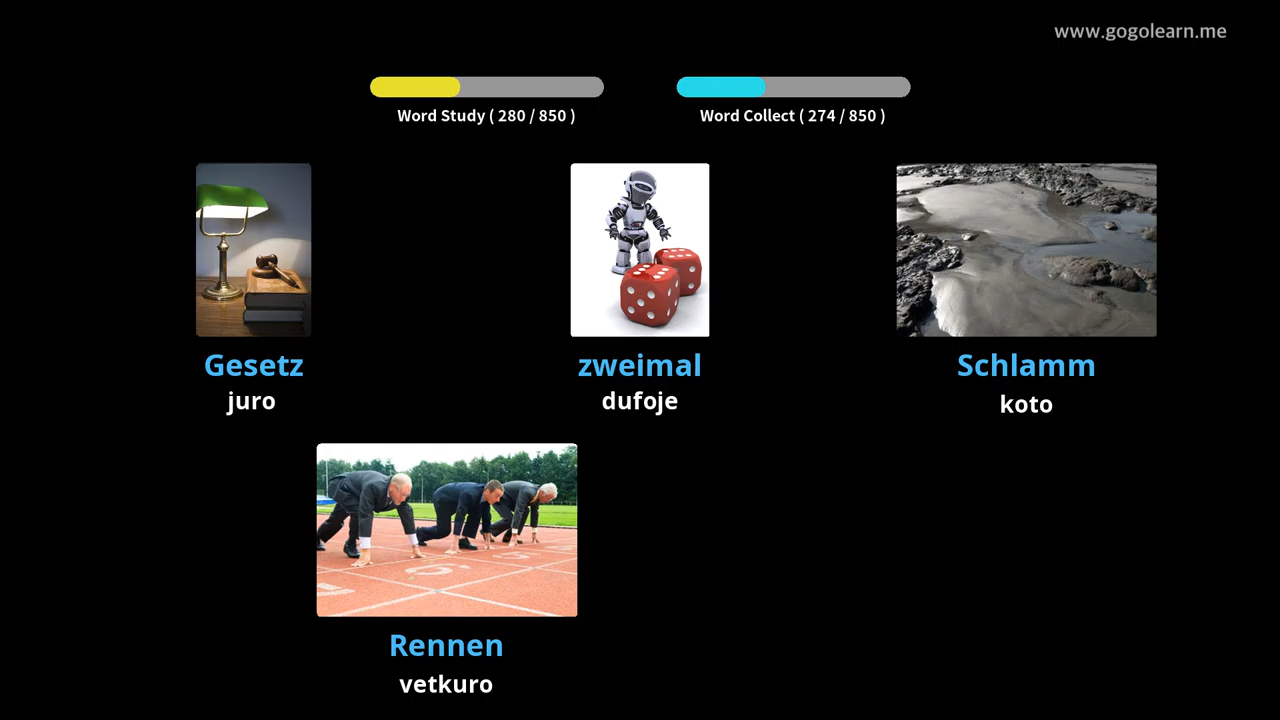 www.gogolearn.me
Word Study ( 280 / 850 )
Word Collect ( 274 / 850 )
Gesetz
juro
zweimal
dufoje
Schlamm
koto
Rennen
vetkuro